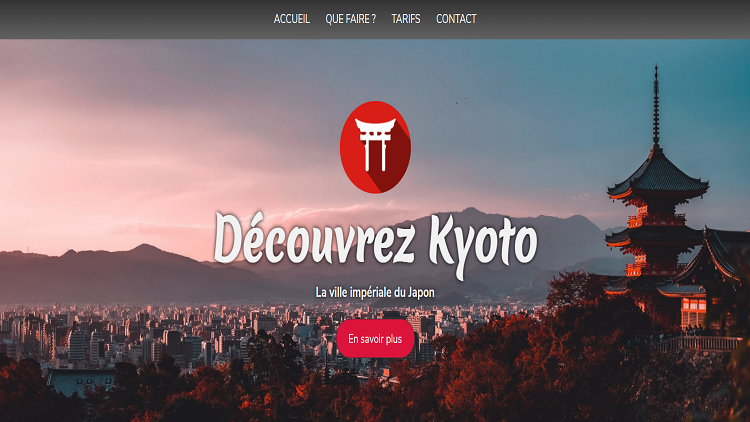 ACCUEIL QUE FAIRE ? TARIFS CONTACT
Découvrez Kyoto
La ville impériale du Japon
En savoir plus